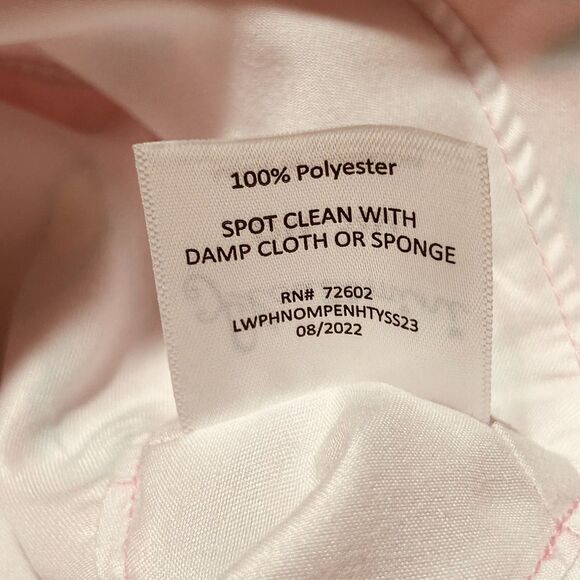 100% Polyester
SPOT CLEAN WITH
DAMP CLOTH OR SPONGE
RN# 72602
LWPHNOMPENHTYSS23
08/2022